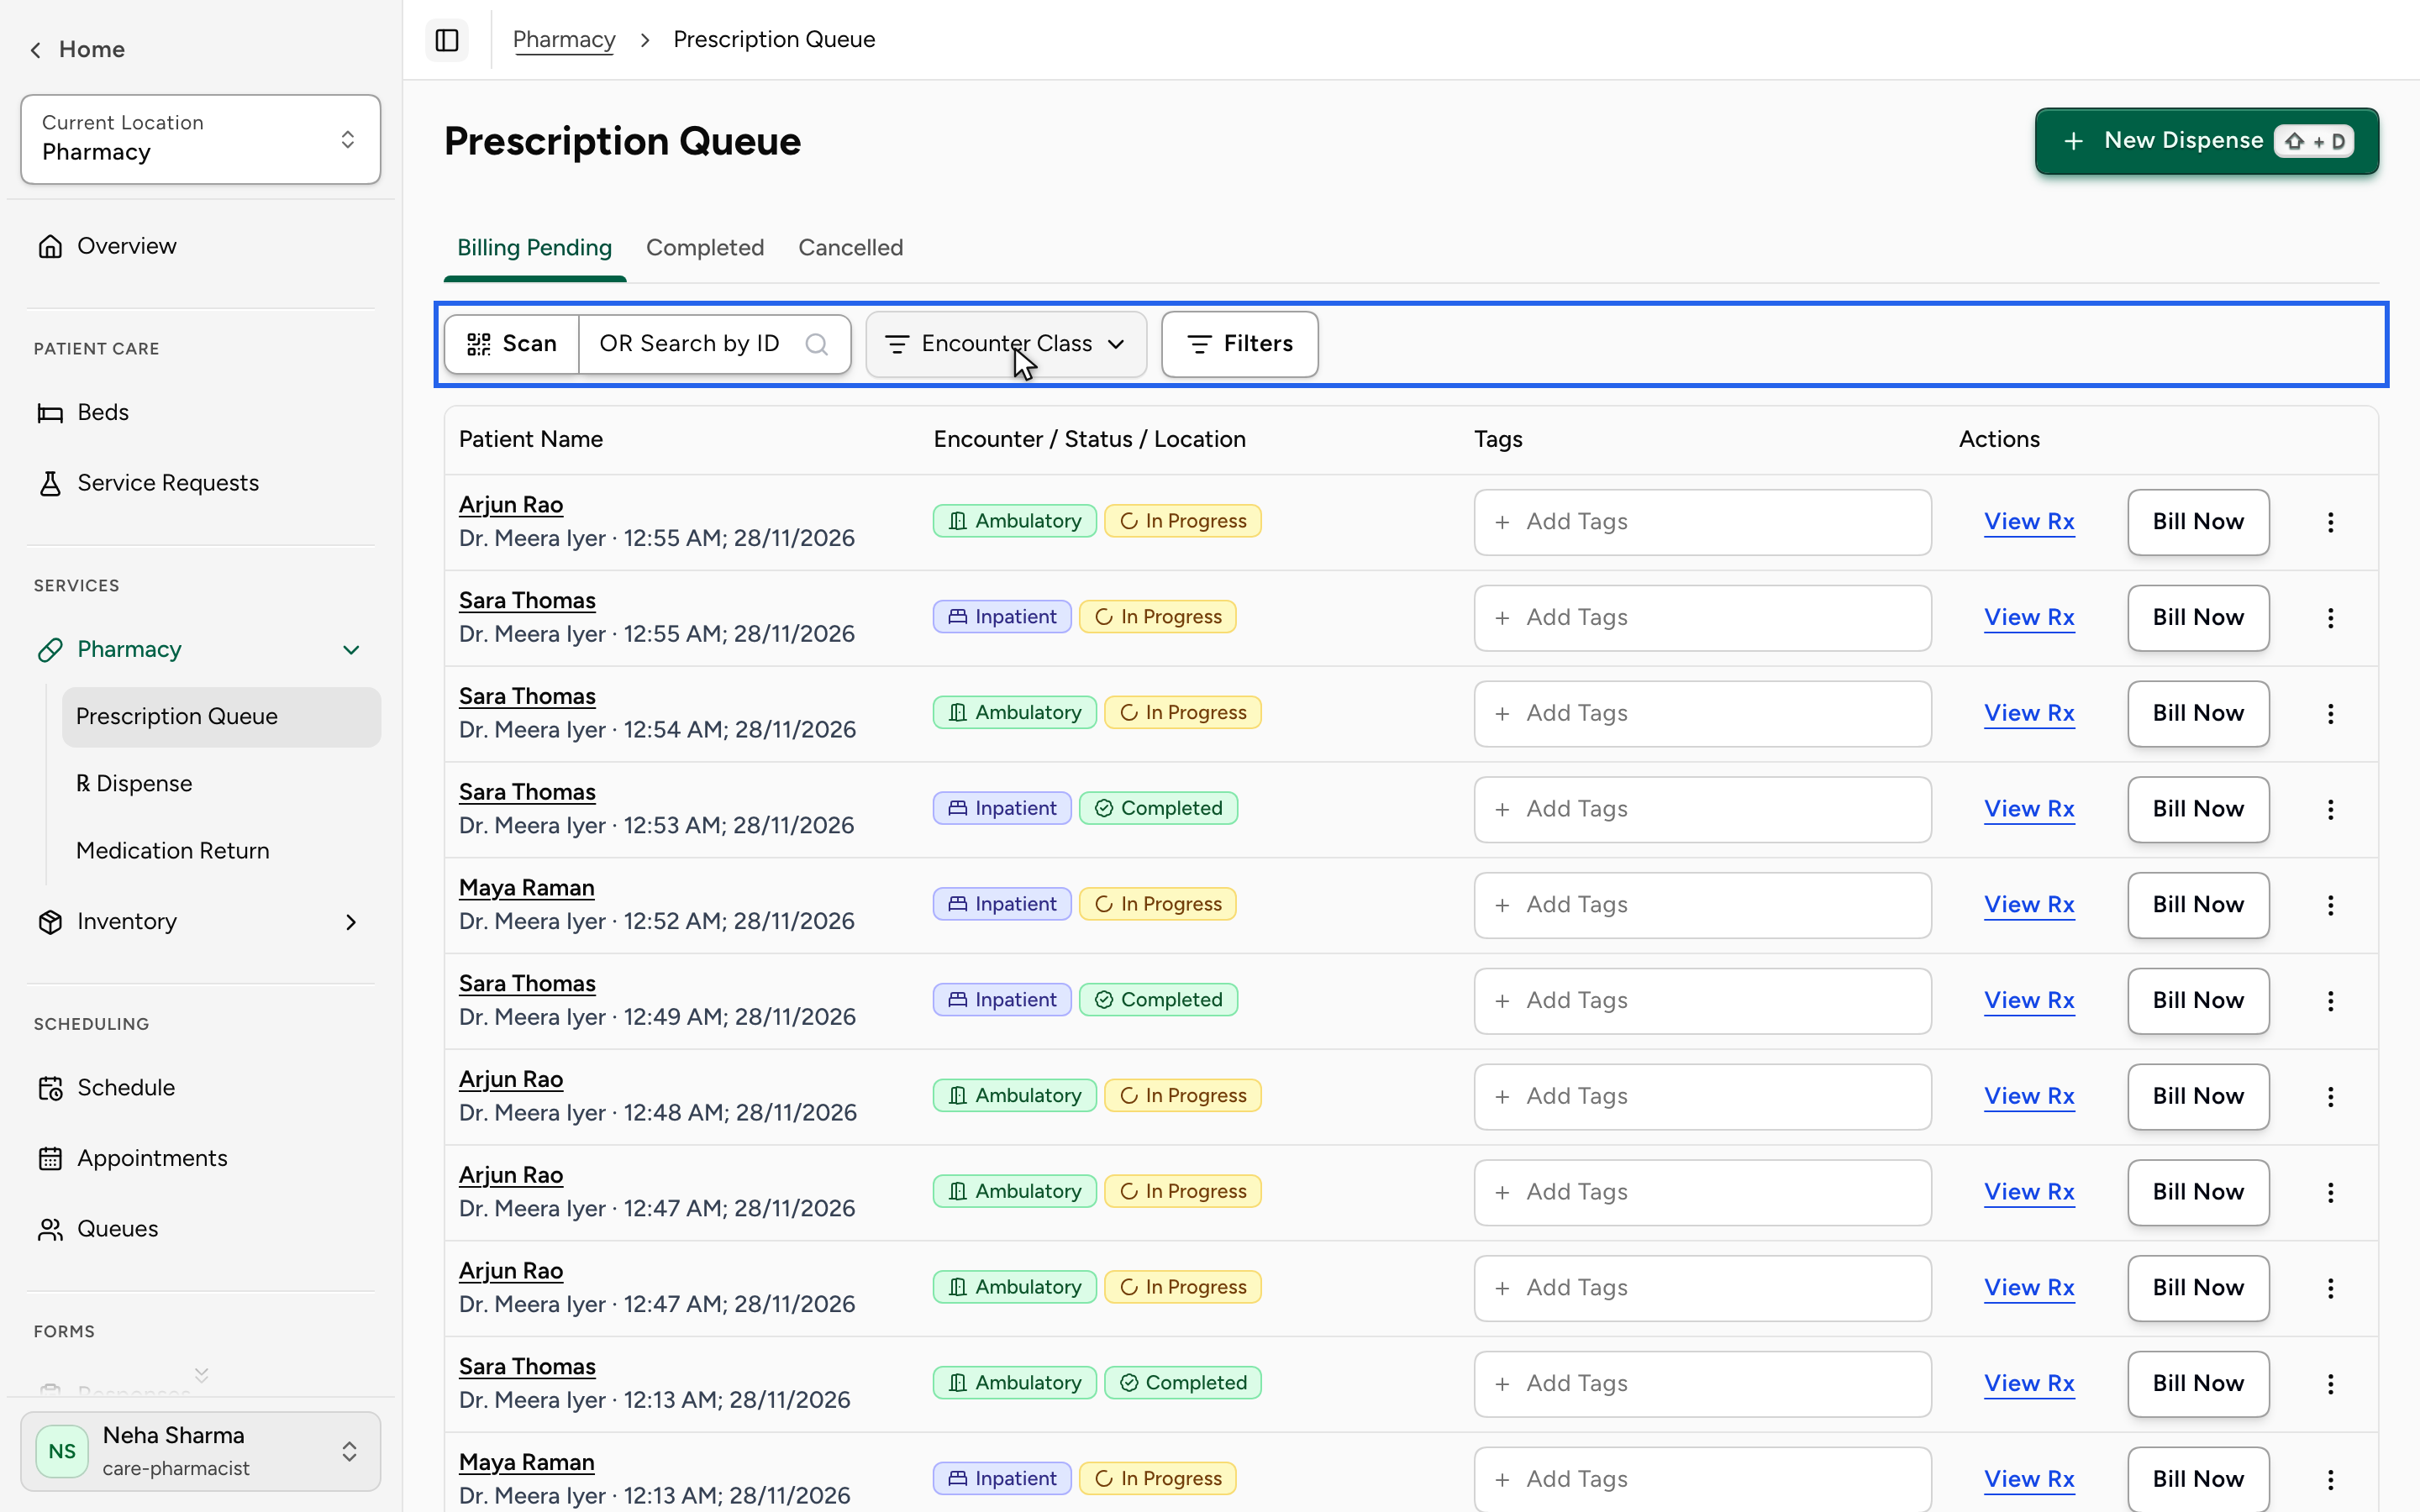 Home
Current Location
Pharmacy
Overview
PATIENT CARE
Beds
Service Requests
SERVICES
Pharmacy
Prescription Queue
℞ Dispense
Medication Return
Inventory
SCHEDULING
Schedule
Appointments
Queues
FORMS
Responses
NS
Neha Sharma
care-pharmacist
Pharmacy > Prescription Queue
Prescription Queue
+ New Dispense ⇧ + D
Billing Pending Completed Cancelled
Scan OR Search by ID Encounter Class Filters
Patient Name Encounter / Status / Location Tags Actions
Arjun Rao
Dr. Meera Iyer · 12:55 AM; 28/11/2026
Ambulatory In Progress + Add Tags View Rx Bill Now
Sara Thomas
Dr. Meera Iyer · 12:55 AM; 28/11/2026
Inpatient In Progress + Add Tags View Rx Bill Now
Sara Thomas
Dr. Meera Iyer · 12:54 AM; 28/11/2026
Ambulatory In Progress + Add Tags View Rx Bill Now
Sara Thomas
Dr. Meera Iyer · 12:53 AM; 28/11/2026
Inpatient Completed + Add Tags View Rx Bill Now
Maya Raman
Dr. Meera Iyer · 12:52 AM; 28/11/2026
Inpatient In Progress + Add Tags View Rx Bill Now
Sara Thomas
Dr. Meera Iyer · 12:49 AM; 28/11/2026
Inpatient Completed + Add Tags View Rx Bill Now
Arjun Rao
Dr. Meera Iyer · 12:48 AM; 28/11/2026
Ambulatory In Progress + Add Tags View Rx Bill Now
Arjun Rao
Dr. Meera Iyer · 12:47 AM; 28/11/2026
Ambulatory In Progress + Add Tags View Rx Bill Now
Arjun Rao
Dr. Meera Iyer · 12:47 AM; 28/11/2026
Ambulatory In Progress + Add Tags View Rx Bill Now
Sara Thomas
Dr. Meera Iyer · 12:13 AM; 28/11/2026
Ambulatory Completed + Add Tags View Rx Bill Now
Maya Raman
Dr. Meera Iyer · 12:13 AM; 28/11/2026
Inpatient In Progress + Add Tags View Rx Bill Now